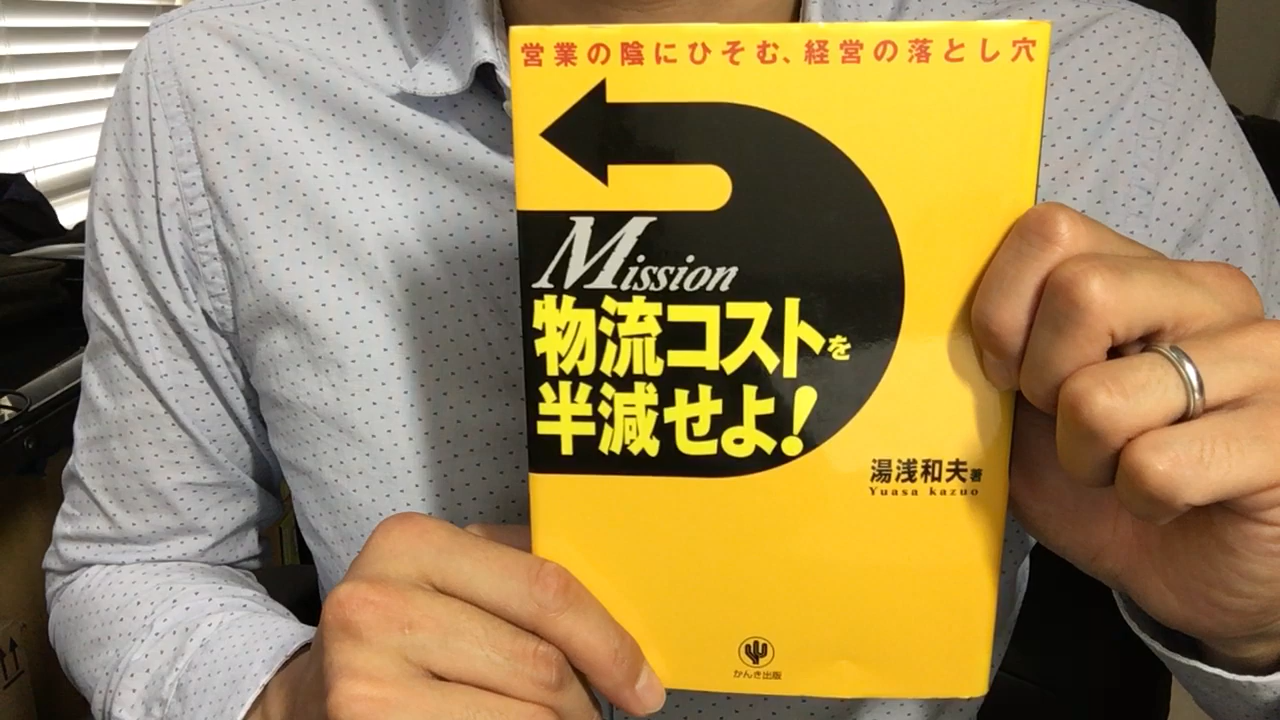 営業の陰にひそむ、経営の落とし穴
Mission
物流コストを
半減せよ!
湯浅和夫著
Yuasa kazuo
かんき出版